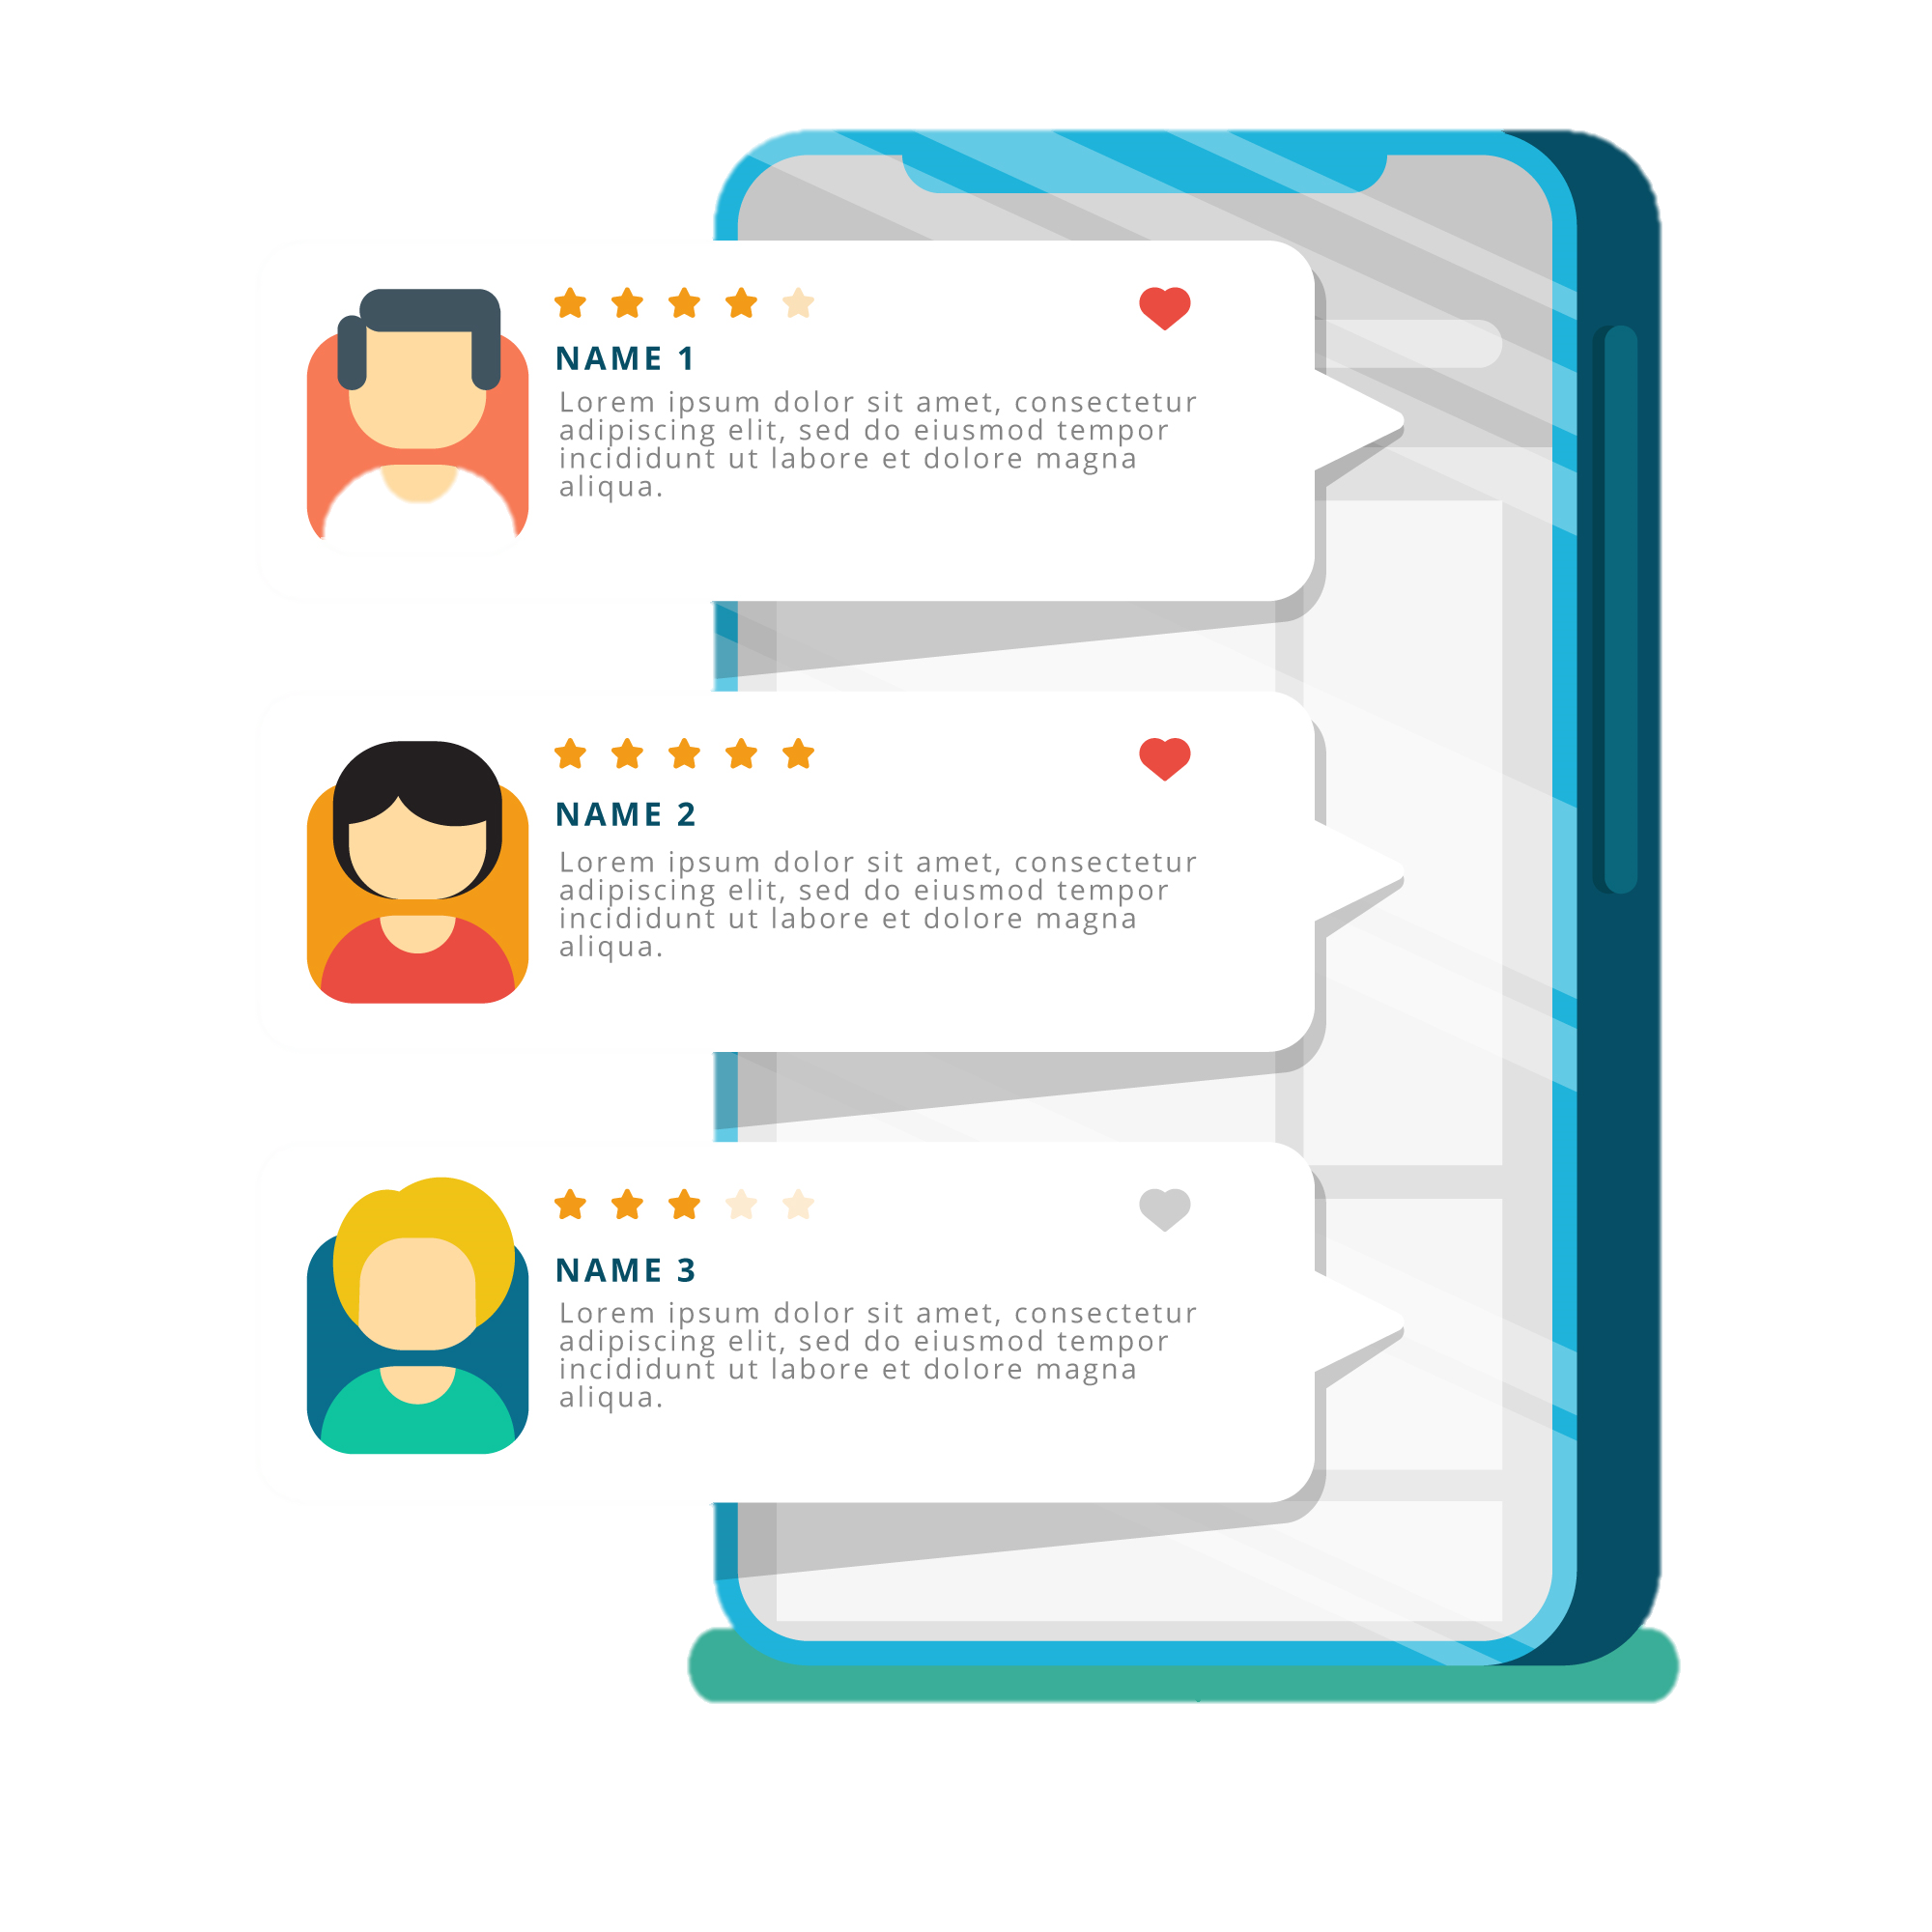 NAME 1
Lorem ipsum dolor sit amet, consectetur
adipiscing elit, sed do eiusmod tempor
incididunt ut labore et dolore magna
aliqua.
NAME 2
Lorem ipsum dolor sit amet, consectetur
adipiscing elit, sed do eiusmod tempor
incididunt ut labore et dolore magna
aliqua.
NAME 3
Lorem ipsum dolor sit amet, consectetur
adipiscing elit, sed do eiusmod tempor
incididunt ut labore et dolore magna
aliqua.